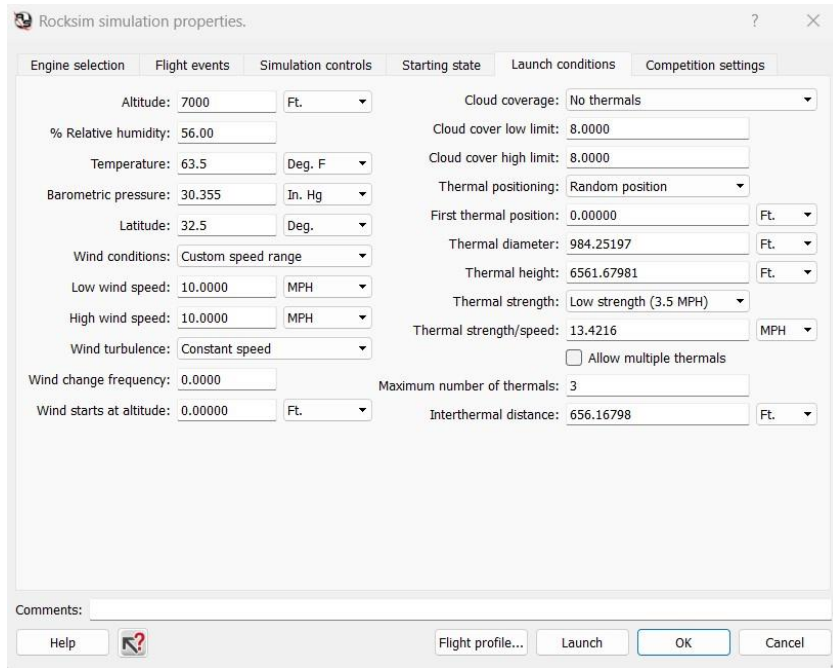 Rocksim simulation properties.
Engine selection Flight events Simulation controls Starting state Launch conditions Competition settings
Altitude: 7000 Ft.
% Relative humidity: 56.00
Temperature: 63.5 Deg. F
Barometric pressure: 30.355 In. Hg
Latitude: 32.5 Deg.
Wind conditions: Custom speed range
Low wind speed: 10.0000 MPH
High wind speed: 10.0000 MPH
Wind turbulence: Constant speed
Wind change frequency: 0.0000
Wind starts at altitude: 0.00000 Ft.
Cloud coverage: No thermals
Cloud cover low limit: 8.0000
Cloud cover high limit: 8.0000
Thermal positioning: Random position
First thermal position: 0.00000 Ft.
Thermal diameter: 984.25197 Ft.
Thermal height: 6561.67981 Ft.
Thermal strength: Low strength (3.5 MPH)
Thermal strength/speed: 13.4216 MPH
Allow multiple thermals
Maximum number of thermals: 3
Interthermal distance: 656.16798 Ft.
Comments:
Help Flight profile... Launch OK Cancel